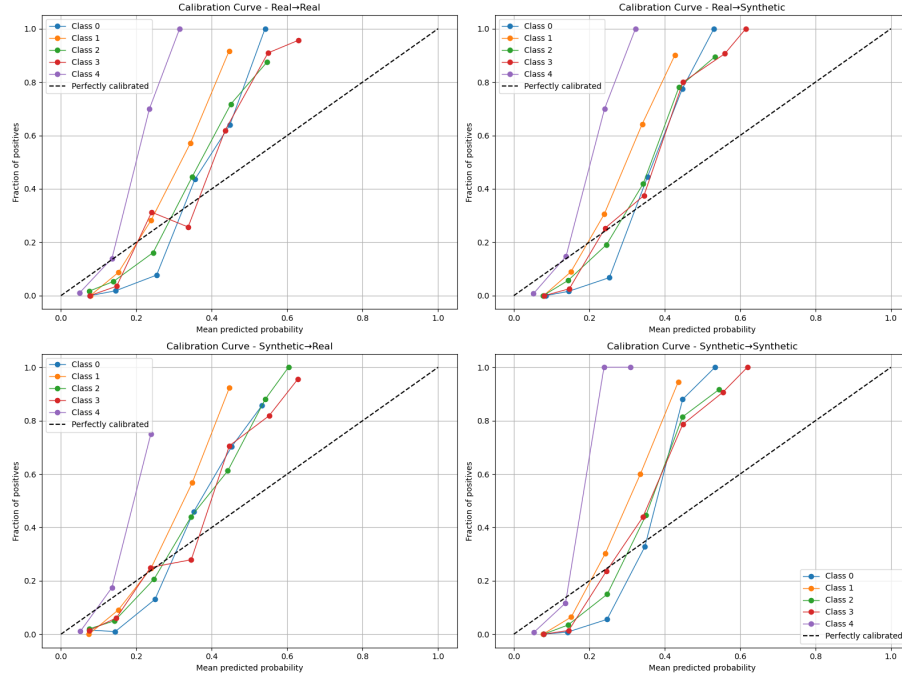 Calibration Curve - Real→Real
1.0
0.8
0.6
0.4
0.2
0.0
Fraction of positives
Class 0
Class 1
Class 2
Class 3
Class 4
Perfectly calibrated
0.0 0.2 0.4 0.6 0.8 1.0
Mean predicted probability
Calibration Curve - Real→Synthetic
1.0
0.8
0.6
0.4
0.2
0.0
Fraction of positives
Class 0
Class 1
Class 2
Class 3
Class 4
Perfectly calibrated
0.0 0.2 0.4 0.6 0.8 1.0
Mean predicted probability
Calibration Curve - Synthetic→Real
1.0
0.8
0.6
0.4
0.2
0.0
Fraction of positives
Class 0
Class 1
Class 2
Class 3
Class 4
Perfectly calibrated
0.0 0.2 0.4 0.6 0.8 1.0
Mean predicted probability
Calibration Curve - Synthetic→Synthetic
1.0
0.8
0.6
0.4
0.2
0.0
Fraction of positives
Class 0
Class 1
Class 2
Class 3
Class 4
Perfectly calibrated
0.0 0.2 0.4 0.6 0.8 1.0
Mean predicted probability